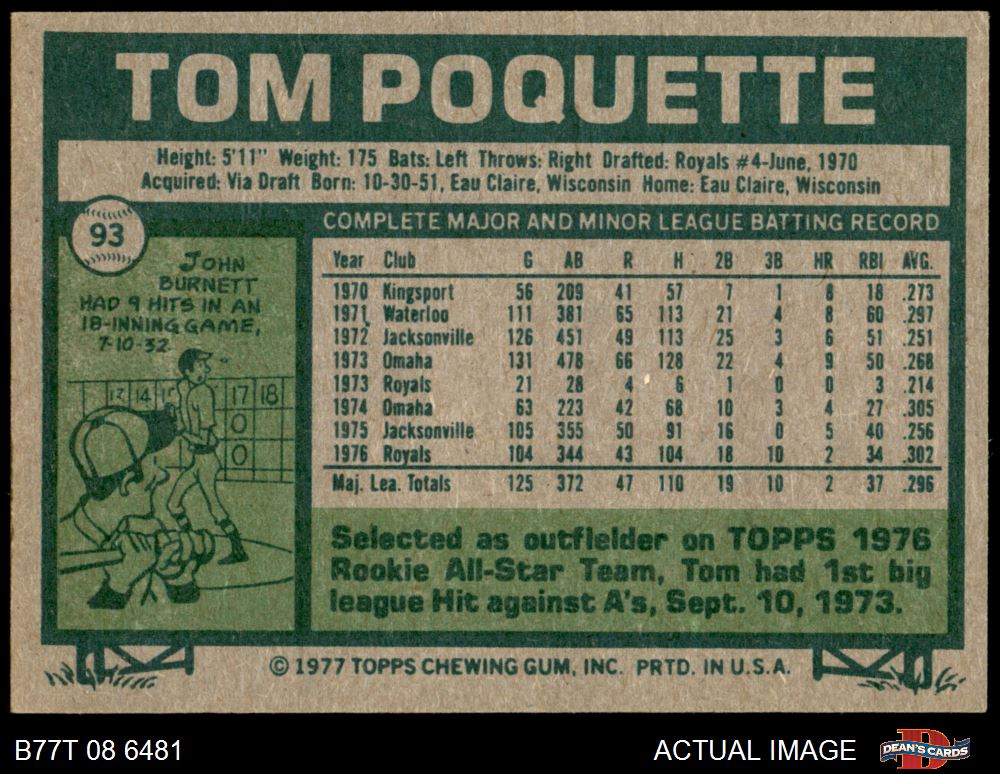 TOM POQUETTE
Height: 5'11" Weight: 175 Bats: Left Throws: Right Drafted: Royals #4-June, 1970
Acquired: Via Draft Born: 10-30-51, Eau Claire, Wisconsin Home: Eau Claire, Wisconsin
93
JOHN
BURNETT
HAD 9 HITS IN AN
18-INNING GAME,
7-10-32
13 14 15 17 18
0
0
COMPLETE MAJOR AND MINOR LEAGUE BATTING RECORD
Year Club G AB R H 2B 3B HR RBI AVG.
1970 Kingsport 56 209 41 57 7 1 8 18 .273
1971 Waterloo 111 381 65 113 21 4 8 60 .297
1972 Jacksonville 126 451 49 113 25 3 6 51 .251
1973 Omaha 131 478 66 128 22 4 9 50 .268
1973 Royals 21 28 4 6 1 0 0 3 .214
1974 Omaha 63 223 42 68 10 3 4 27 .305
1975 Jacksonville 105 355 50 91 16 0 5 40 .256
1976 Royals 104 344 43 104 18 10 2 34 .302
Maj. Lea. Totals 125 372 47 110 19 10 2 37 .296
Selected as outfielder on TOPPS 1976
Rookie All-Star Team, Tom had 1st big
league Hit against A's, Sept. 10, 1973.
© 1977 TOPPS CHEWING GUM, INC. PRTD. IN U.S.A.
B77T 08 6481
ACTUAL IMAGE
DEAN'S CARDS